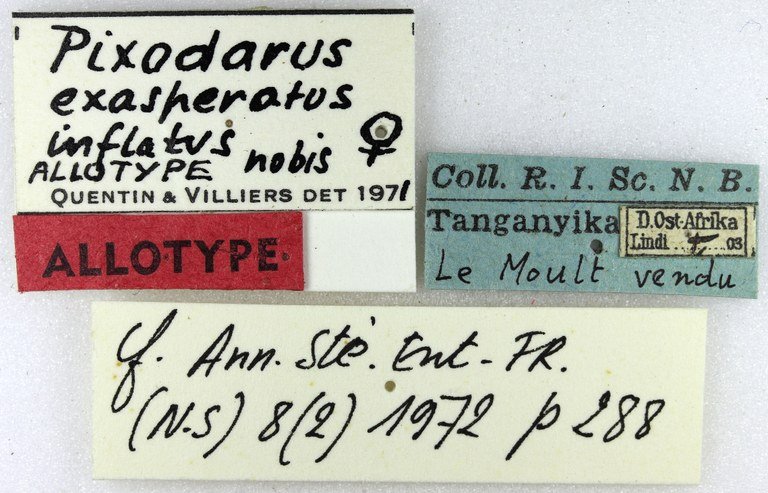 Pixodarus
exasperatus
inflatus
ALLOTYPE nobis ♀
QUENTIN & VILLIERS DET 1971
ALLOTYPE.
Coll. R. I. Sc. N. B.
Tanganyika
D.Ost-Afrika
Lindi 03
Le Moult vendu
cf. Ann. Sté. Ent. FR.
(N.S) 8(2) 1972 p 288